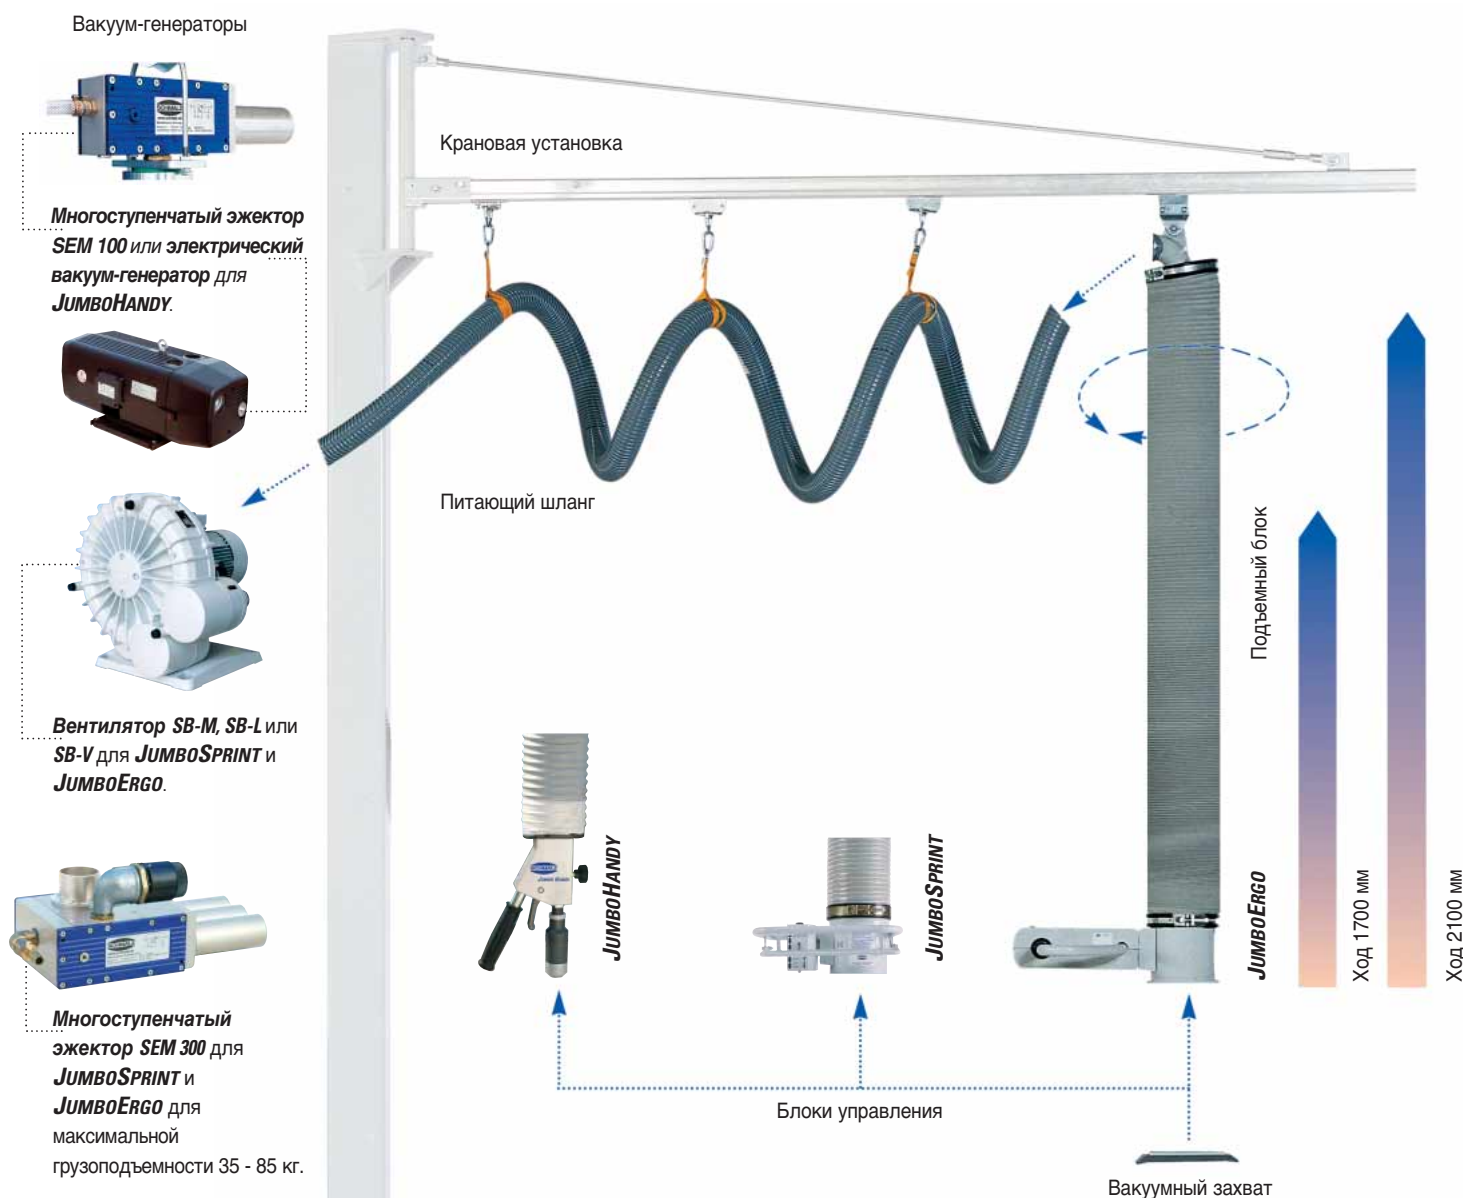 Вакуум-генераторы
Многоступенчатый эжектор
SEM 100 или электрический
вакуум-генератор для
JUMBOHANDY.
Вентилятор SB-M, SB-L или
SB-V для JUMBOSPRINT и
JUMBOERGO.
Многоступенчатый
эжектор SEM 300 для
JUMBOSPRINT и
JUMBOERGO для
максимальной
грузоподъемности 35 - 85 кг.
Крановая установка
Питающий шланг
Подъемный блок
JUMBOHANDY
JUMBOSPRINT
JUMBOERGO
Ход 1700 мм
Ход 2100 мм
Блоки управления
Вакуумный захват